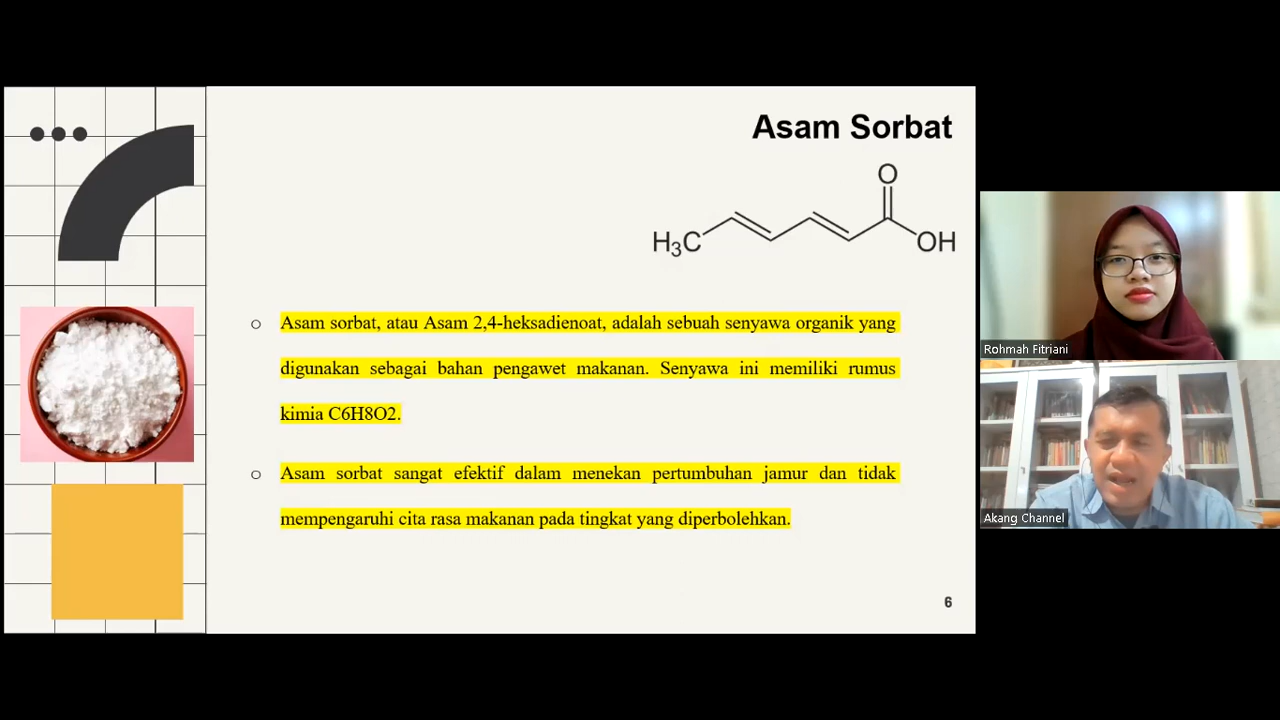 Asam Sorbat
O
H3C
OH
Asam sorbat, atau Asam 2,4-heksadienoat, adalah sebuah senyawa organik yang
digunakan sebagai bahan pengawet makanan. Senyawa ini memiliki rumus
kimia C6H8O2.
Asam sorbat sangat efektif dalam menekan pertumbuhan jamur dan tidak
mempengaruhi cita rasa makanan pada tingkat yang diperbolehkan.
6
Rohmah Fitriani
Akang Channel